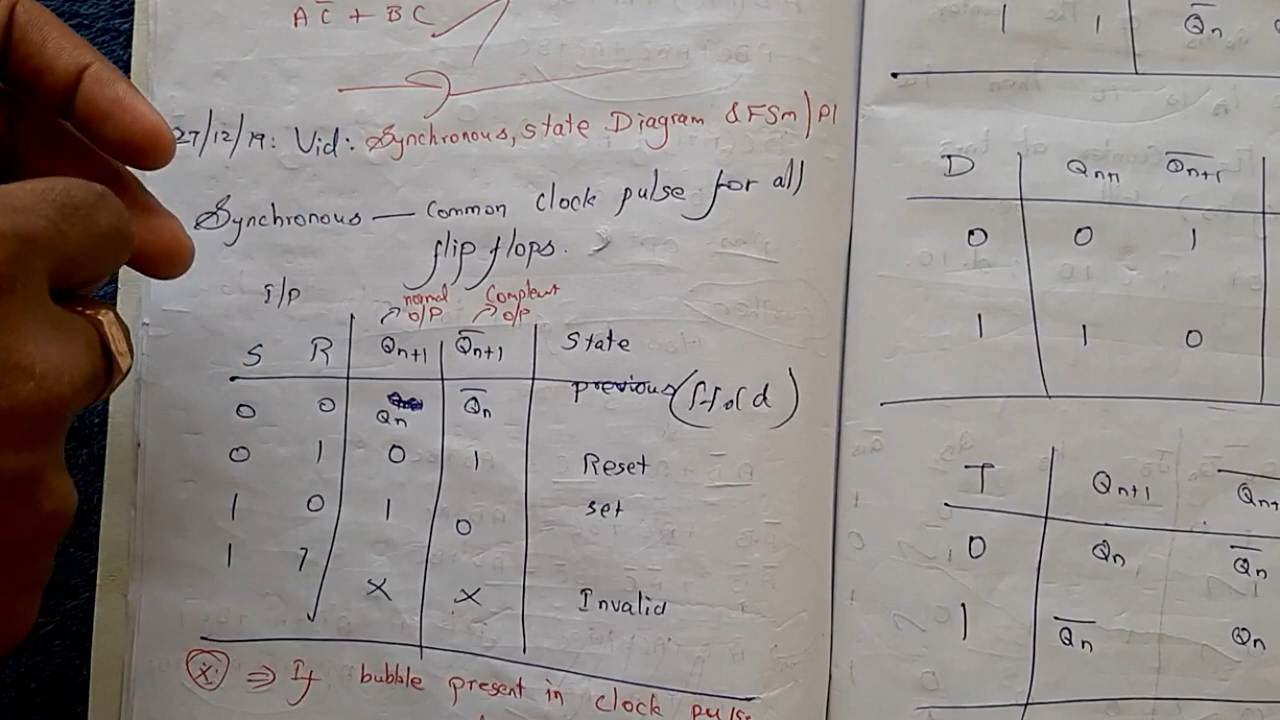 A C̅ + B C
27/12/19: Vid: Synchronous, state Diagram & FSM) P1
Synchronous — Common clock pulse for all
flip flops.
I/P
normal O/P
Complement O/P
S R Qn+1 Q̅n+1 State
0 0 Qn Q̅n previous (Hold)
0 1 0 1 Reset
1 0 1 0 set
1 1 X X Invalid
X ⇒ If bubble present in clock pulse
1 1 Q̅n
D Qn+1 Q̅n+1
0 0 1
1 1 0
T Qn+1 Q̅n+
0 Qn Q̅n
1 Q̅n Qn